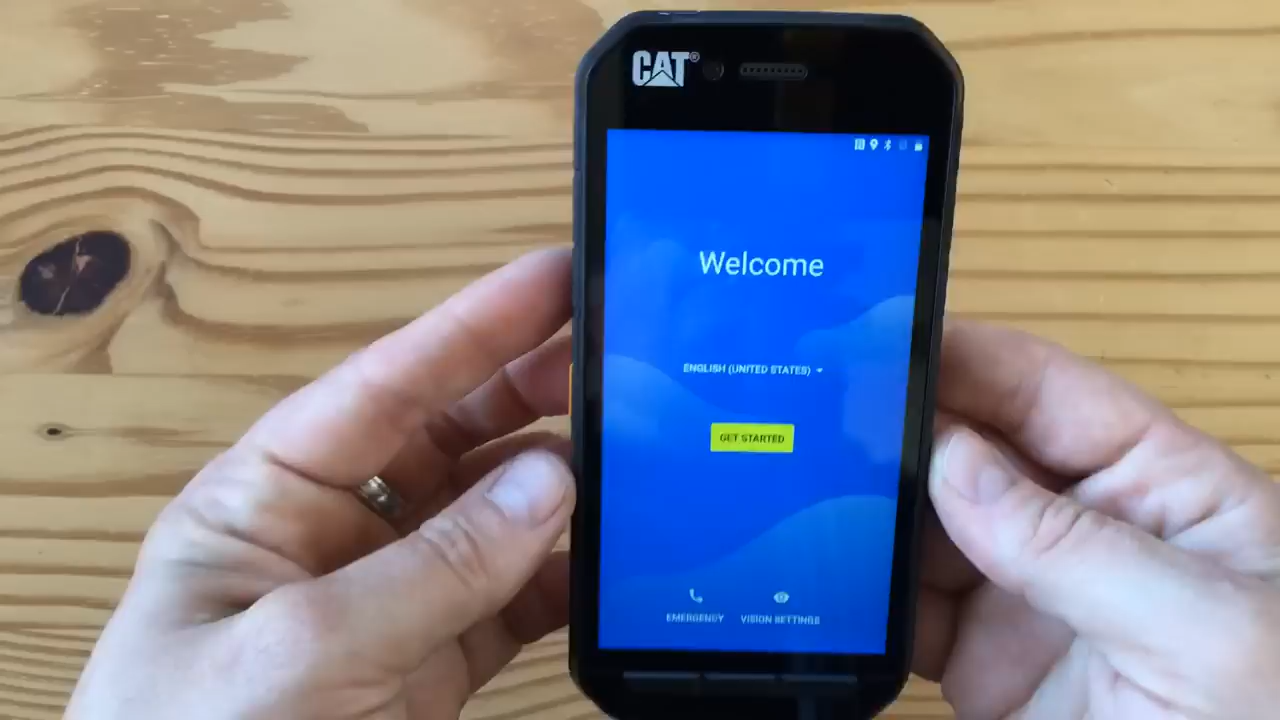 CAT®
Welcome
ENGLISH (UNITED STATES)
GET STARTED
EMERGENCY
VISION SETTINGS